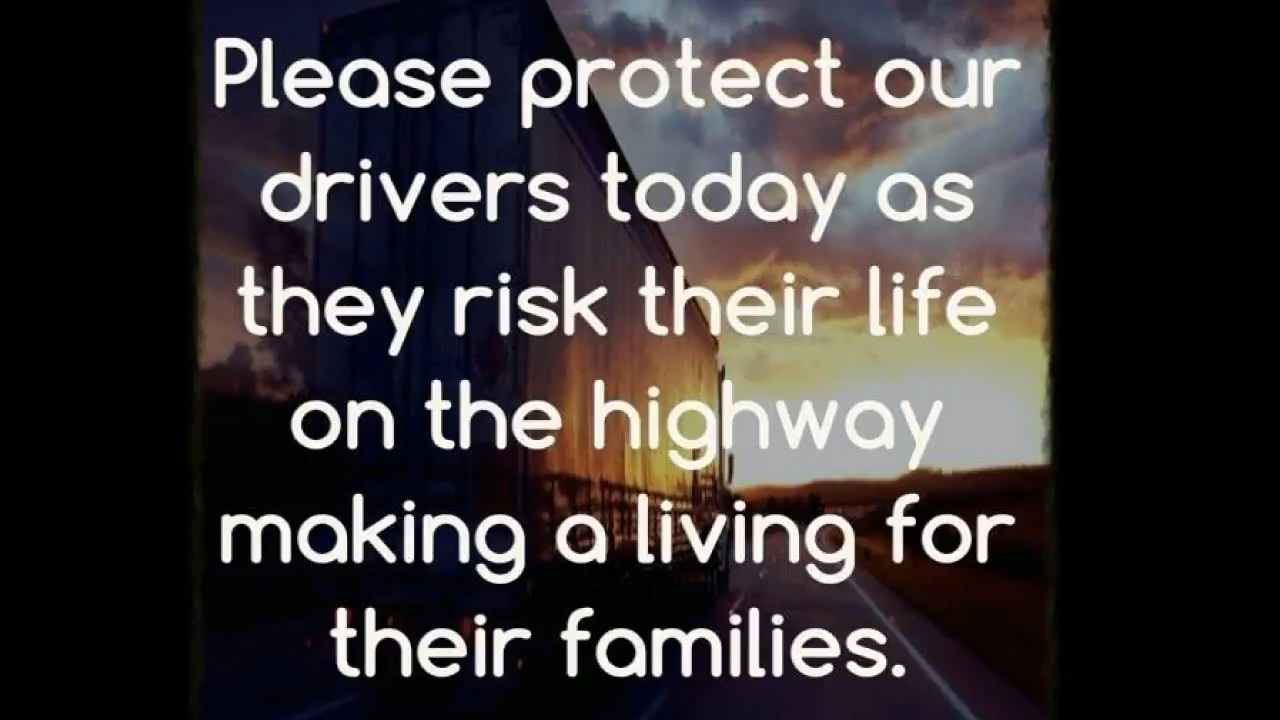 Please protect our
drivers today as
they risk their life
on the highway
making a living for
their families.